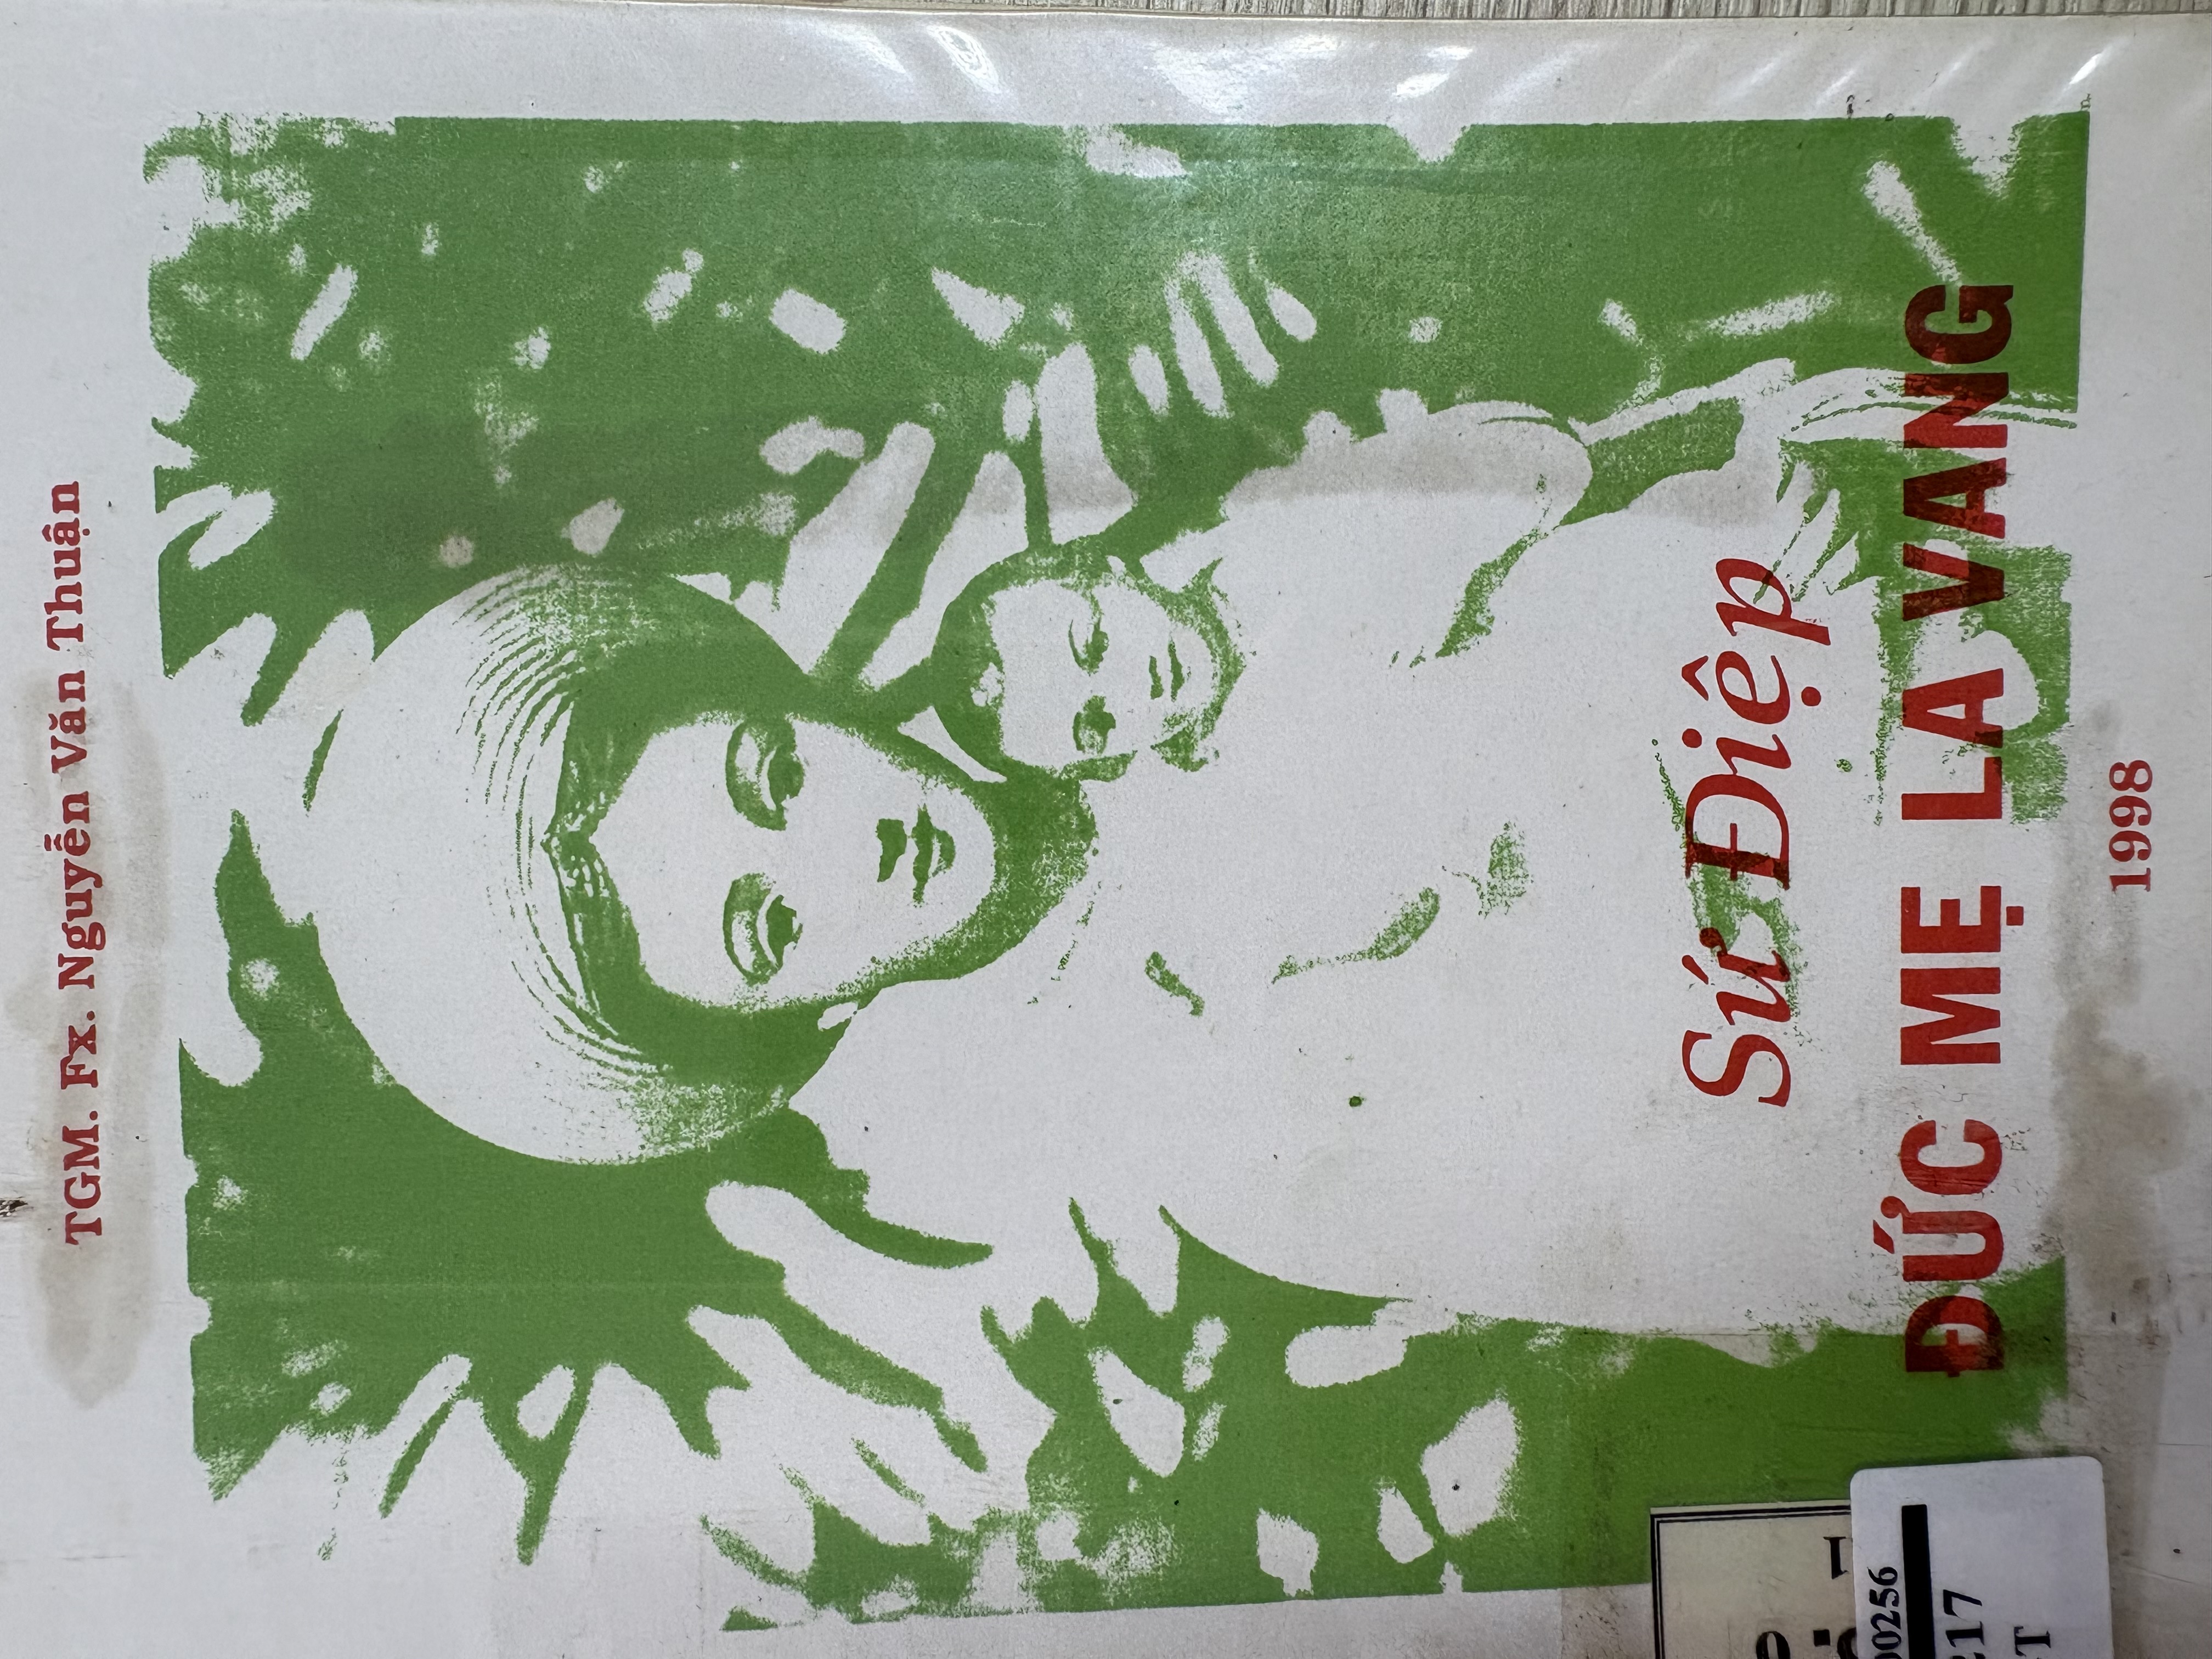 TGM. Fx. Nguyễn Văn Thuận
Sứ Điệp
ĐỨC MẸ LA VANG
1998